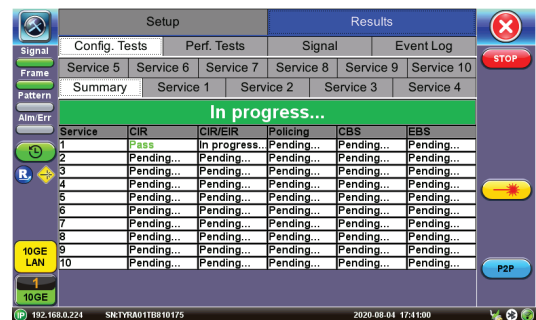 Setup Results
Signal Config. Tests Perf. Tests Signal Event Log
STOP
Frame Service 5 Service 6 Service 7 Service 8 Service 9 Service 10
Pattern Summary Service 1 Service 2 Service 3 Service 4
Alm/Err In progress...
Service CIR CIR/EIR Policing CBS EBS
1 Pass In progress... Pending... Pending... Pending...
2 Pending... Pending... Pending... Pending... Pending...
3 Pending... Pending... Pending... Pending... Pending...
4 Pending... Pending... Pending... Pending... Pending...
5 Pending... Pending... Pending... Pending... Pending...
6 Pending... Pending... Pending... Pending... Pending...
7 Pending... Pending... Pending... Pending... Pending...
8 Pending... Pending... Pending... Pending... Pending...
9 Pending... Pending... Pending... Pending... Pending...
10 Pending... Pending... Pending... Pending... Pending...
R
10GE
LAN
P2P
1
10GE
IP 192.168.0.224 SN:TYRA01TB810175 2020-08-04 17:41:00